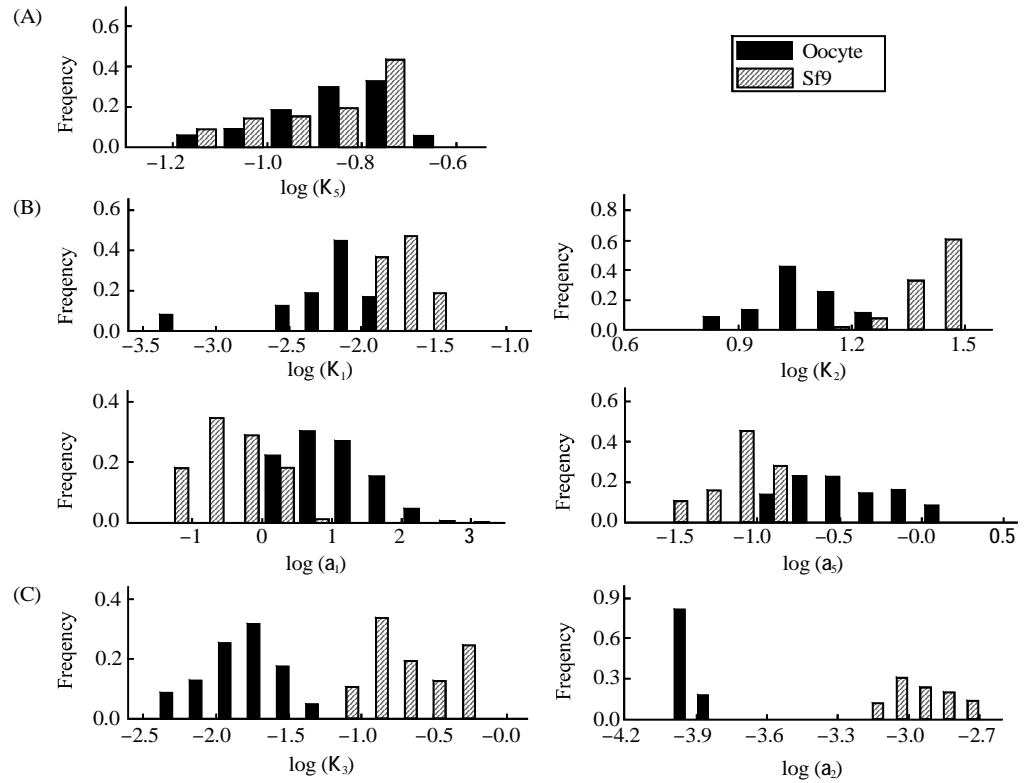 (A)
Freqency
0.6
0.4
0.2
0.0
−1.2 −1.0 −0.8 −0.6
log (K₅)
Oocyte
Sf9
(B)
Freqency
0.6
0.4
0.2
0.0
−3.5 −3.0 −2.5 −2.0 −1.5 −1.0
log (K₁)
Freqency
0.8
0.6
0.4
0.2
0.0
0.6 0.9 1.2 1.5
log (K₂)
Freqency
0.4
0.2
0.0
−1 0 1 2 3
log (a₁)
Freqency
0.6
0.4
0.2
0.0
−1.5 −1.0 −0.5 −0.0 0.5
log (a₅)
(C)
Freqency
0.4
0.2
0.0
−2.5 −2.0 −1.5 −1.0 −0.5 −0.0
log (K₃)
Freqency
0.9
0.6
0.3
0.0
−4.2 −3.9 −3.6 −3.3 −3.0 −2.7
log (a₂)